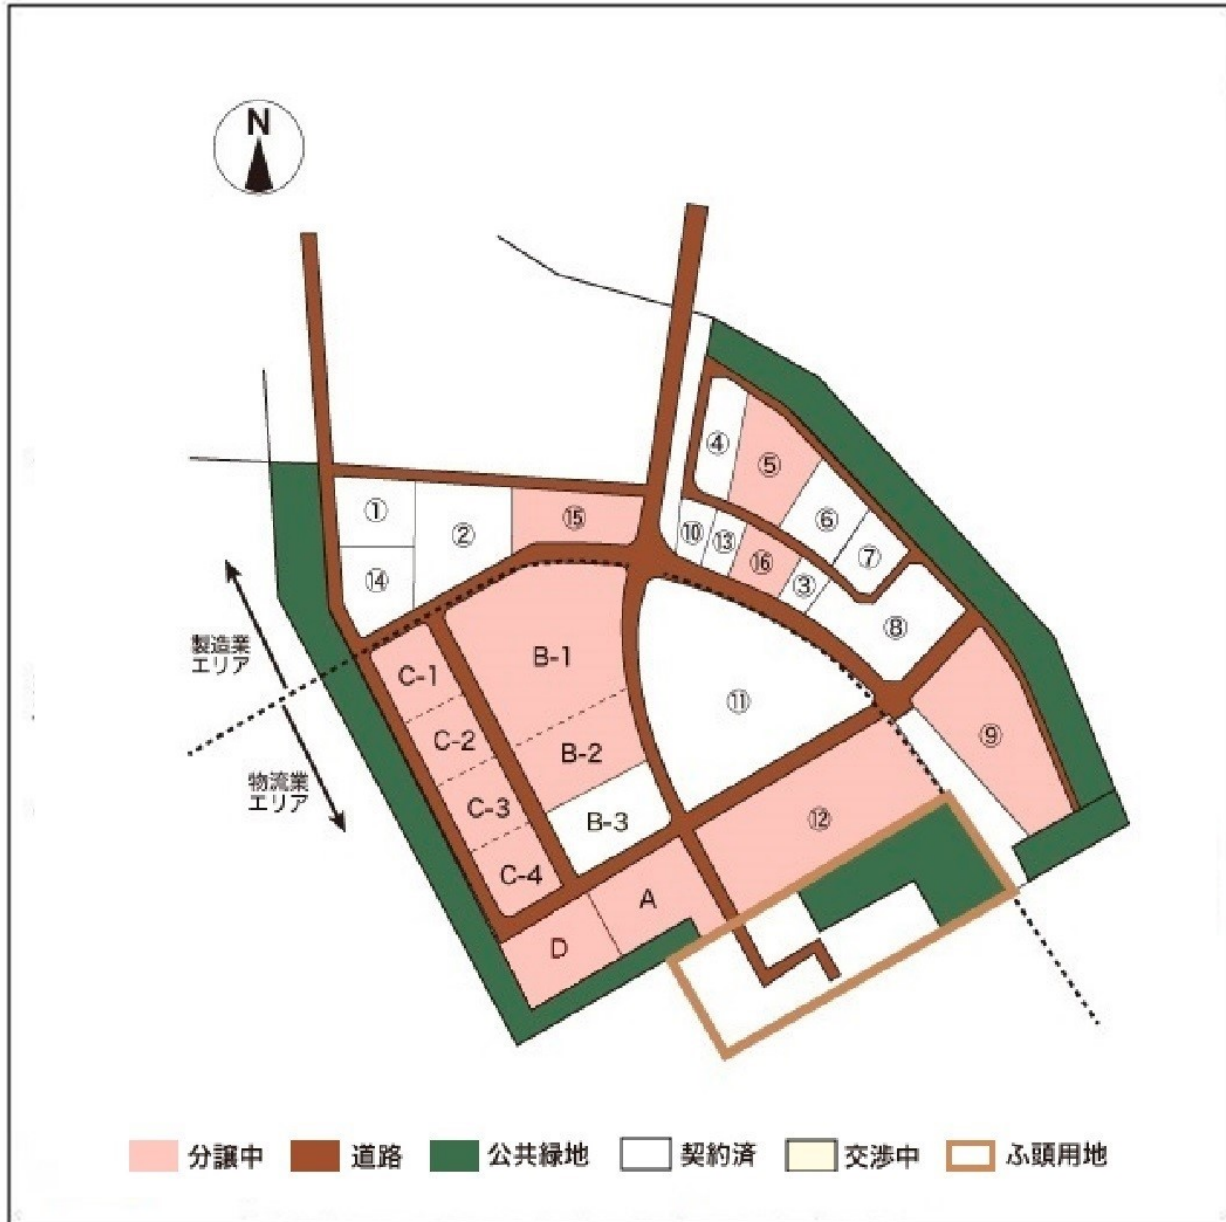 N
④
⑤
①
②
⑮
⑥
⑩
⑬
⑦
⑯
⑭
③
⑧
製造業
エリア
B-1
C-1
⑪
⑨
C-2
B-2
物流業
エリア
C-3
B-3
⑫
C-4
A
D
分譲中 道路 公共緑地 契約済 交渉中 ふ頭用地